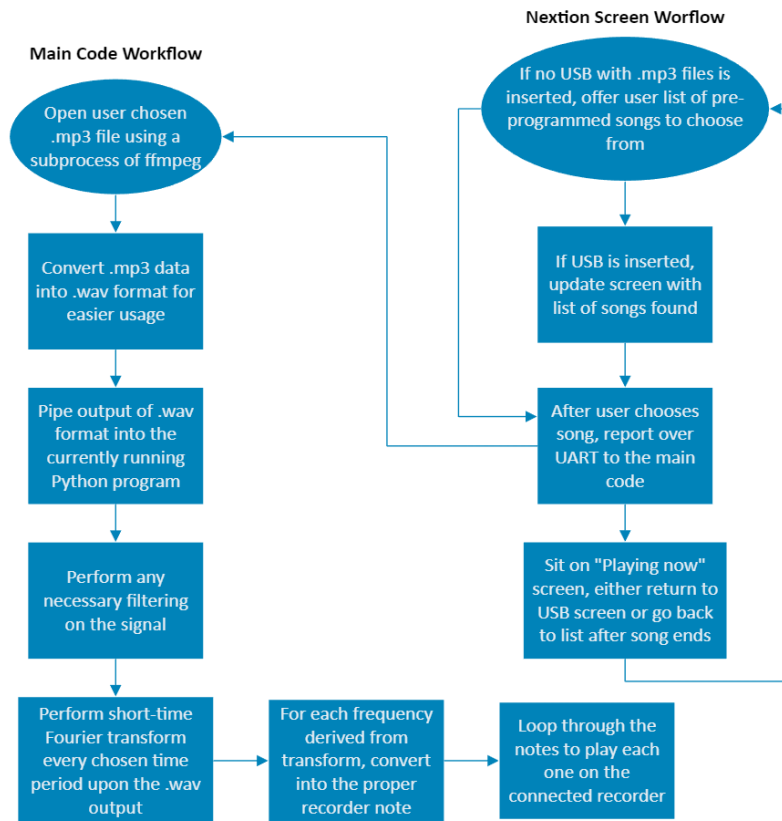 Main Code Workflow
Open user chosen
.mp3 file using a
subprocess of ffmpeg
Convert .mp3 data
into .wav format for
easier usage
Pipe output of .wav
format into the
currently running
Python program
Perform any
necessary filtering
on the signal
Perform short-time
Fourier transform
every chosen time
period upon the .wav
output
For each frequency
derived from
transform, convert
into the proper
recorder note
Loop through the
notes to play each
one on the
connected recorder
Nextion Screen Worflow
If no USB with .mp3 files is
inserted, offer user list of pre-
programmed songs to choose
from
If USB is inserted,
update screen with
list of songs found
After user chooses
song, report over
UART to the main
code
Sit on "Playing now"
screen, either return to
USB screen or go back
to list after song ends